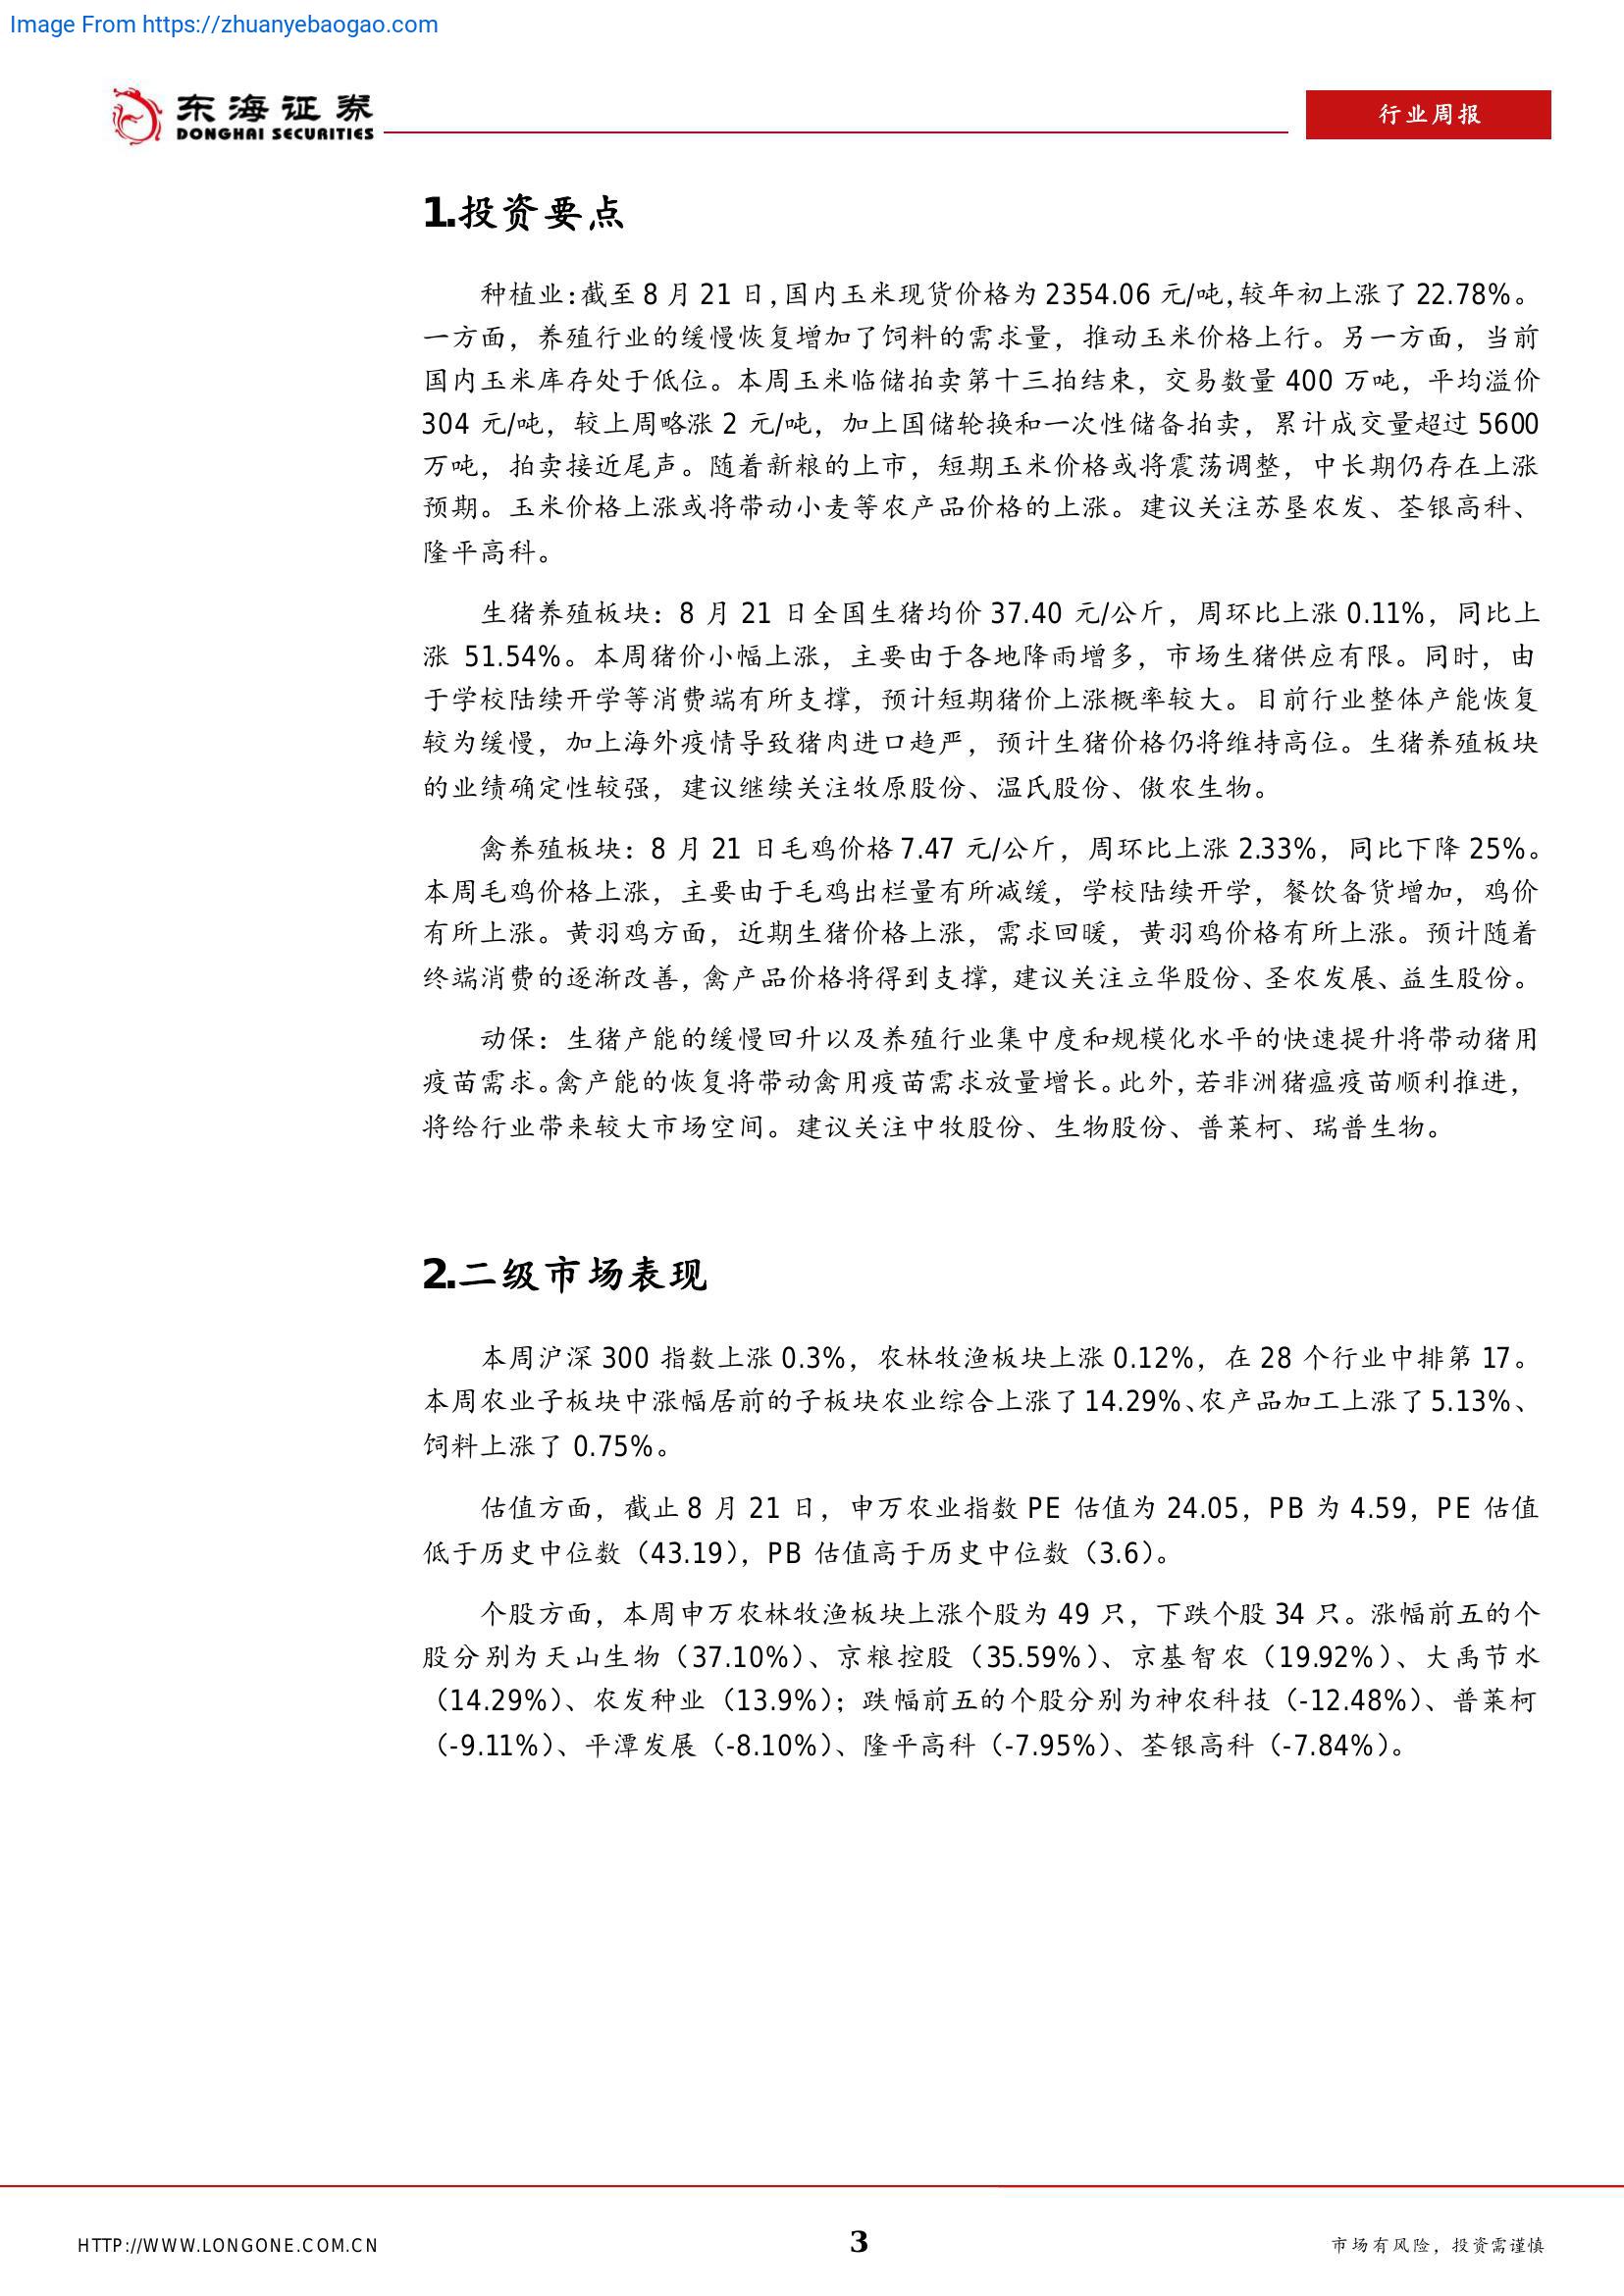 Image From https://zhuanyebaogao.com
东海证券
DONGHAI SECURITIES
行业周报
1.投资要点
种植业：截至 8 月 21 日，国内玉米现货价格为 2354.06 元/吨，较年初上涨了 22.78%。
一方面，养殖行业的缓慢恢复增加了饲料的需求量，推动玉米价格上行。另一方面，当前
国内玉米库存处于低位。本周玉米临储拍卖第十三拍结束，交易数量 400 万吨，平均溢价
304 元/吨，较上周略涨 2 元/吨，加上国储轮换和一次性储备拍卖，累计成交量超过 5600
万吨，拍卖接近尾声。随着新粮的上市，短期玉米价格或将震荡调整，中长期仍存在上涨
预期。玉米价格上涨或将带动小麦等农产品价格的上涨。建议关注苏垦农发、荃银高科、
隆平高科。
生猪养殖板块：8 月 21 日全国生猪均价 37.40 元/公斤，周环比上涨 0.11%，同比上
涨 51.54%。本周猪价小幅上涨，主要由于各地降雨增多，市场生猪供应有限。同时，由
于学校陆续开学等消费端有所支撑，预计短期猪价上涨概率较大。目前行业整体产能恢复
较为缓慢，加上海外疫情导致猪肉进口趋严，预计生猪价格仍将维持高位。生猪养殖板块
的业绩确定性较强，建议继续关注牧原股份、温氏股份、傲农生物。
禽养殖板块：8 月 21 日毛鸡价格 7.47 元/公斤，周环比上涨 2.33%，同比下降 25%。
本周毛鸡价格上涨，主要由于毛鸡出栏量有所减缓，学校陆续开学，餐饮备货增加，鸡价
有所上涨。黄羽鸡方面，近期生猪价格上涨，需求回暖，黄羽鸡价格有所上涨。预计随着
终端消费的逐渐改善，禽产品价格将得到支撑，建议关注立华股份、圣农发展、益生股份。
动保：生猪产能的缓慢回升以及养殖行业集中度和规模化水平的快速提升将带动猪用
疫苗需求。禽产能的恢复将带动禽用疫苗需求放量增长。此外，若非洲猪瘟疫苗顺利推进，
将给行业带来较大市场空间。建议关注中牧股份、生物股份、普莱柯、瑞普生物。
2.二级市场表现
本周沪深 300 指数上涨 0.3%，农林牧渔板块上涨 0.12%，在 28 个行业中排第 17。
本周农业子板块中涨幅居前的子板块农业综合上涨了 14.29%、农产品加工上涨了 5.13%、
饲料上涨了 0.75%。
估值方面，截止 8 月 21 日，申万农业指数 PE 估值为 24.05，PB 为 4.59，PE 估值
低于历史中位数（43.19），PB 估值高于历史中位数（3.6）。
个股方面，本周申万农林牧渔板块上涨个股为 49 只，下跌个股 34 只。涨幅前五的个
股分别为天山生物（37.10%）、京粮控股（35.59%）、京基智农（19.92%）、大禹节水
（14.29%）、农发种业（13.9%）；跌幅前五的个股分别为神农科技（-12.48%）、普莱柯
（-9.11%）、平潭发展（-8.10%）、隆平高科（-7.95%）、荃银高科（-7.84%）。
HTTP://WWW.LONGONE.COM.CN
3
市场有风险，投资需谨慎